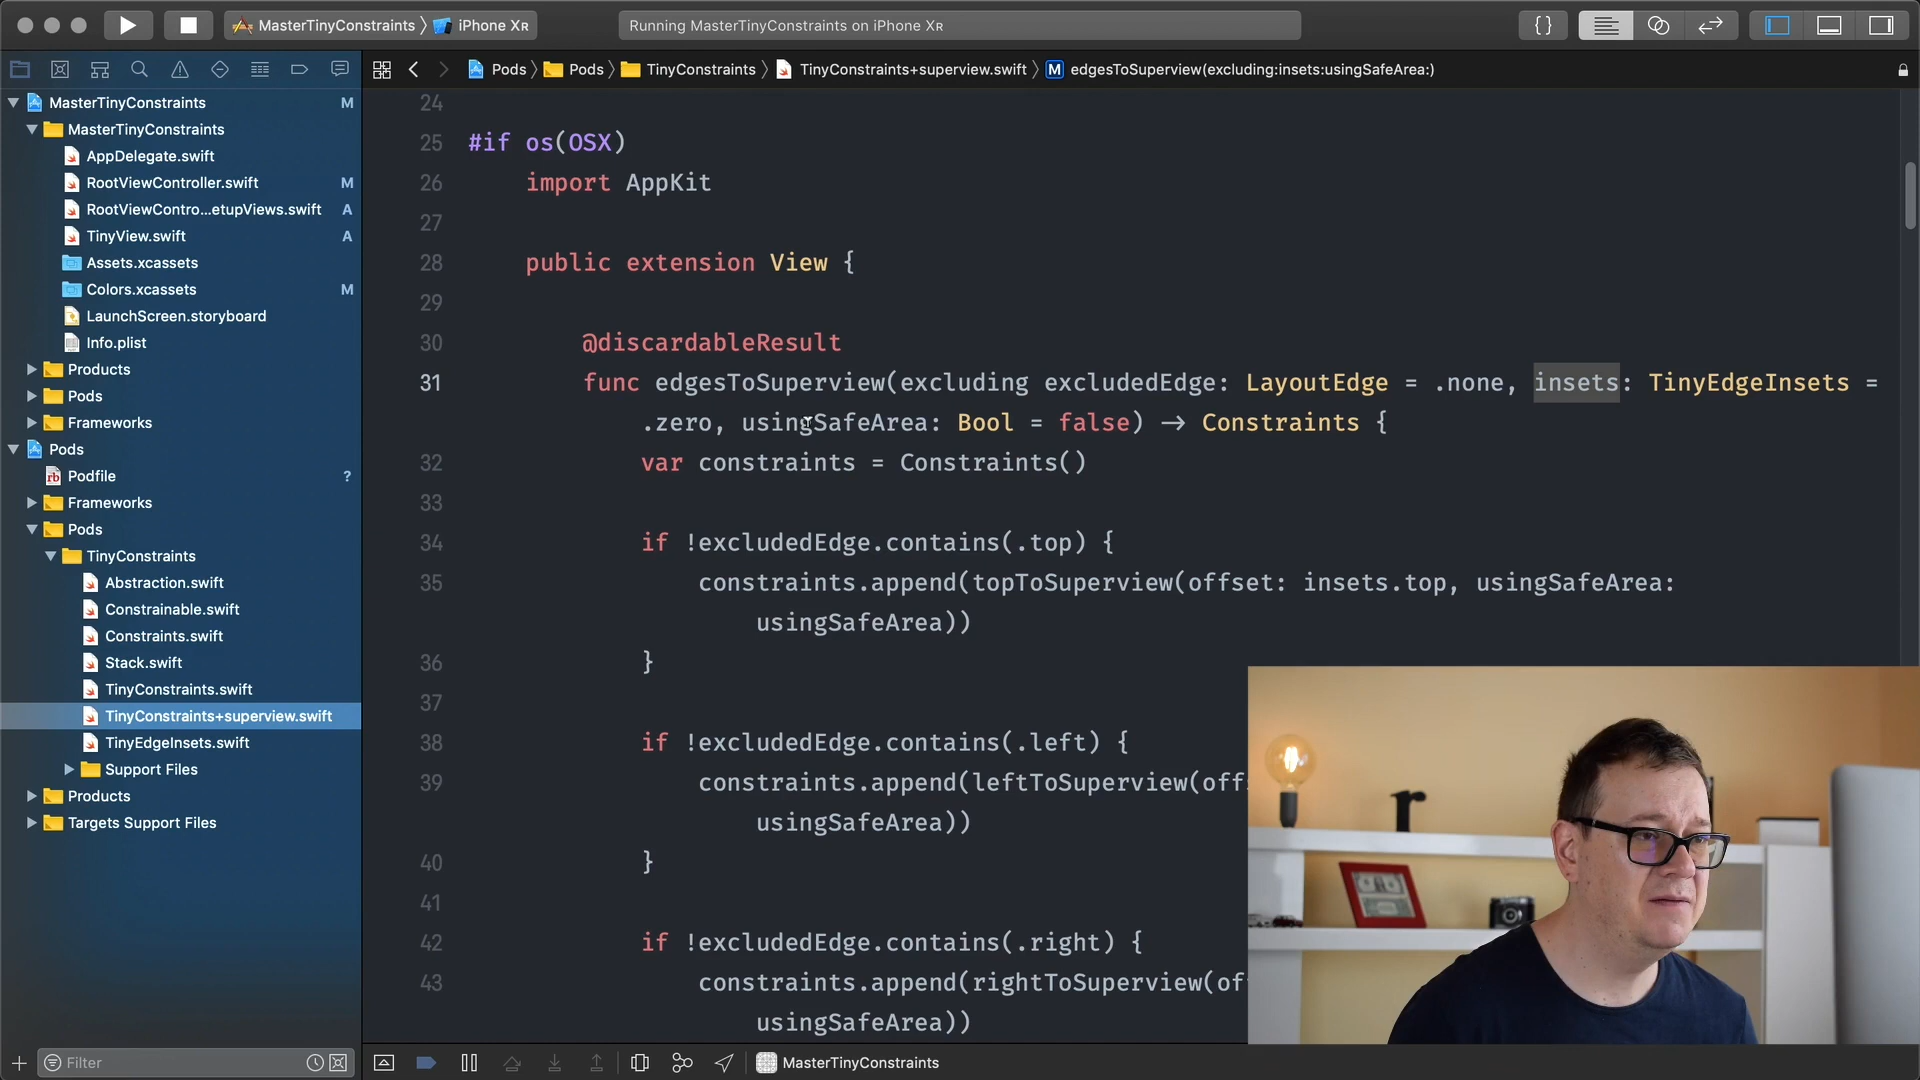 MasterTinyConstraints
iPhone XR
Running MasterTinyConstraints on iPhone XR
{}
Pods
Pods
TinyConstraints
TinyConstraints+superview.swift
M
edgesToSuperview(excluding:insets:usingSafeArea:)
MasterTinyConstraints
M
MasterTinyConstraints
AppDelegate.swift
RootViewController.swift
M
RootViewContro...etupViews.swift
A
TinyView.swift
A
Assets.xcassets
Colors.xcassets
M
LaunchScreen.storyboard
Info.plist
Products
Pods
Frameworks
Pods
rb
Podfile
?
Frameworks
Pods
TinyConstraints
Abstraction.swift
Constrainable.swift
Constraints.swift
Stack.swift
TinyConstraints.swift
TinyConstraints+superview.swift
TinyEdgeInsets.swift
Support Files
Products
Targets Support Files
Filter
24
25 #if os(OSX)
26 import AppKit
27
28 public extension View {
29
30 @discardableResult
31 func edgesToSuperview(excluding excludedEdge: LayoutEdge = .none, insets: TinyEdgeInsets =
.zero, usingSafeArea: Bool = false) -> Constraints {
32 var constraints = Constraints()
33
34 if !excludedEdge.contains(.top) {
35 constraints.append(topToSuperview(offset: insets.top, usingSafeArea:
usingSafeArea))
36 }
37
38 if !excludedEdge.contains(.left) {
39 constraints.append(leftToSuperview(offs
usingSafeArea))
40 }
41
42 if !excludedEdge.contains(.right) {
43 constraints.append(rightToSuperview(of
usingSafeArea))
MasterTinyConstraints